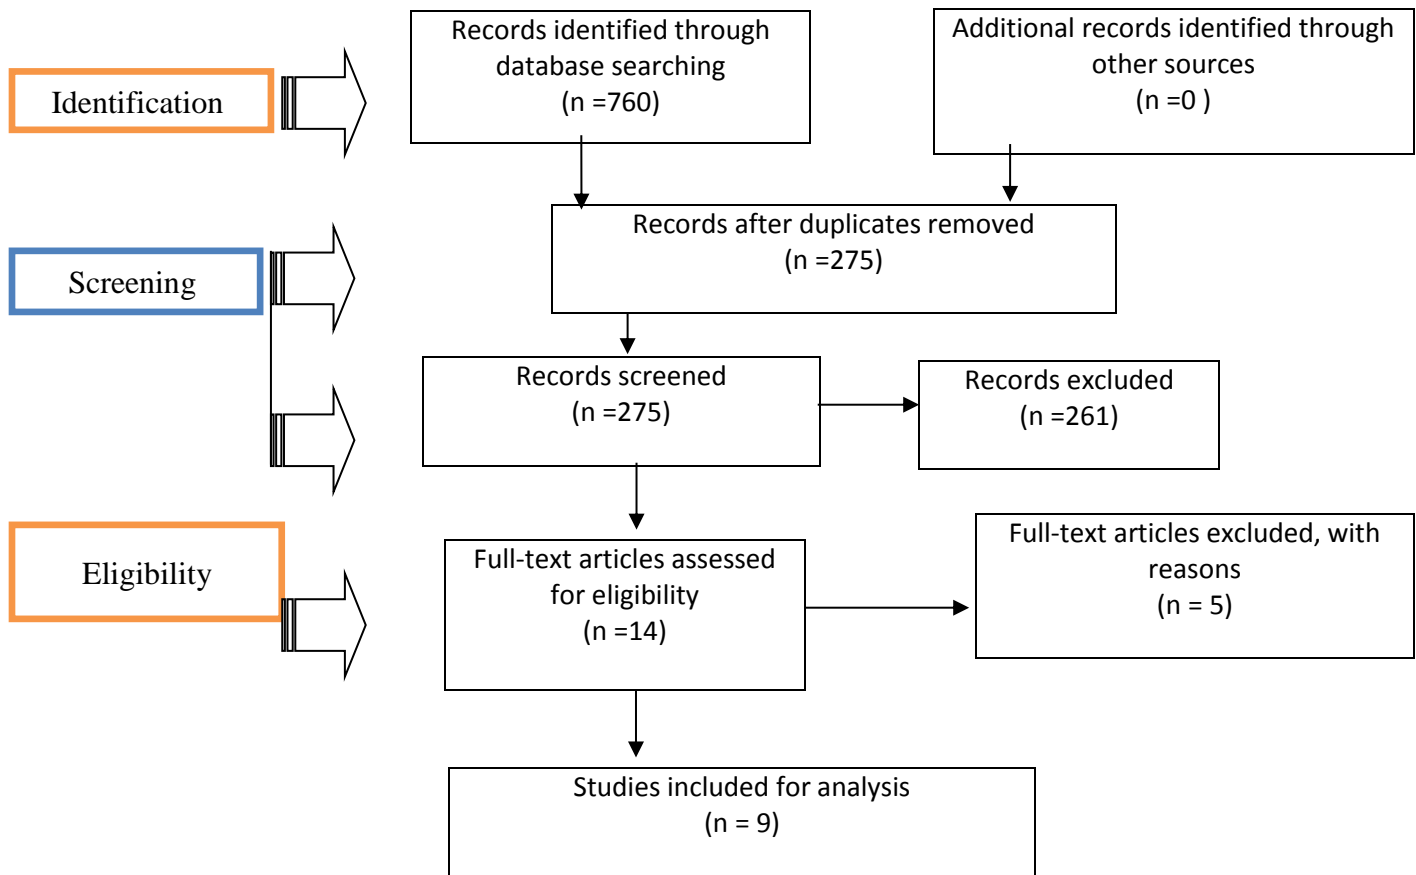 Identification
Records identified through
database searching
(n =760)
Additional records identified through
other sources
(n =0 )
Records after duplicates removed
(n =275)
Screening
Records screened
(n =275)
Records excluded
(n =261)
Eligibility
Full-text articles assessed
for eligibility
(n =14)
Full-text articles excluded, with
reasons
(n = 5)
Studies included for analysis
(n = 9)